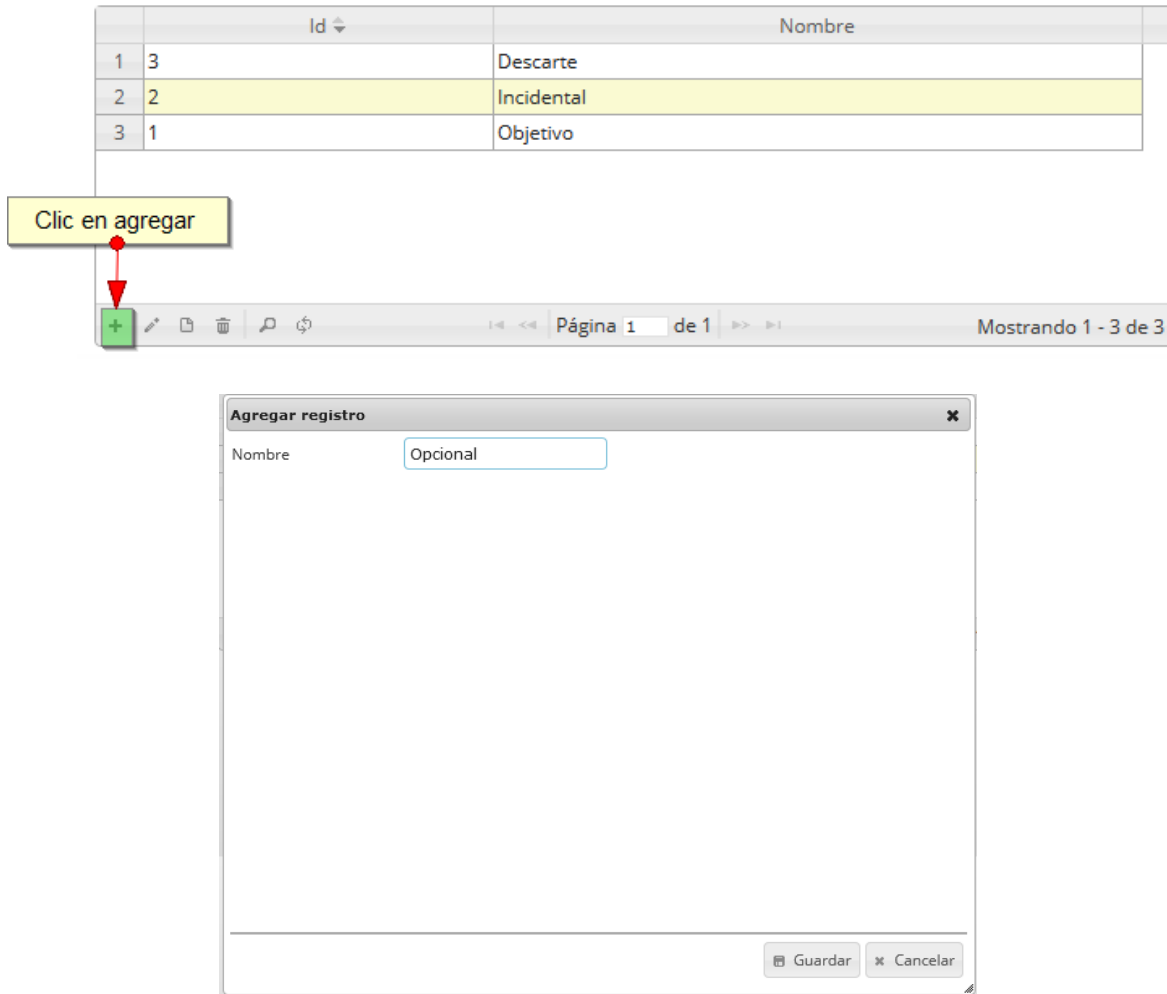 Id Nombre
1 3 Descarte
2 2 Incidental
3 1 Objetivo
Clic en agregar
Página 1 de 1 Mostrando 1 - 3 de 3
Agregar registro
Nombre Opcional
Guardar Cancelar